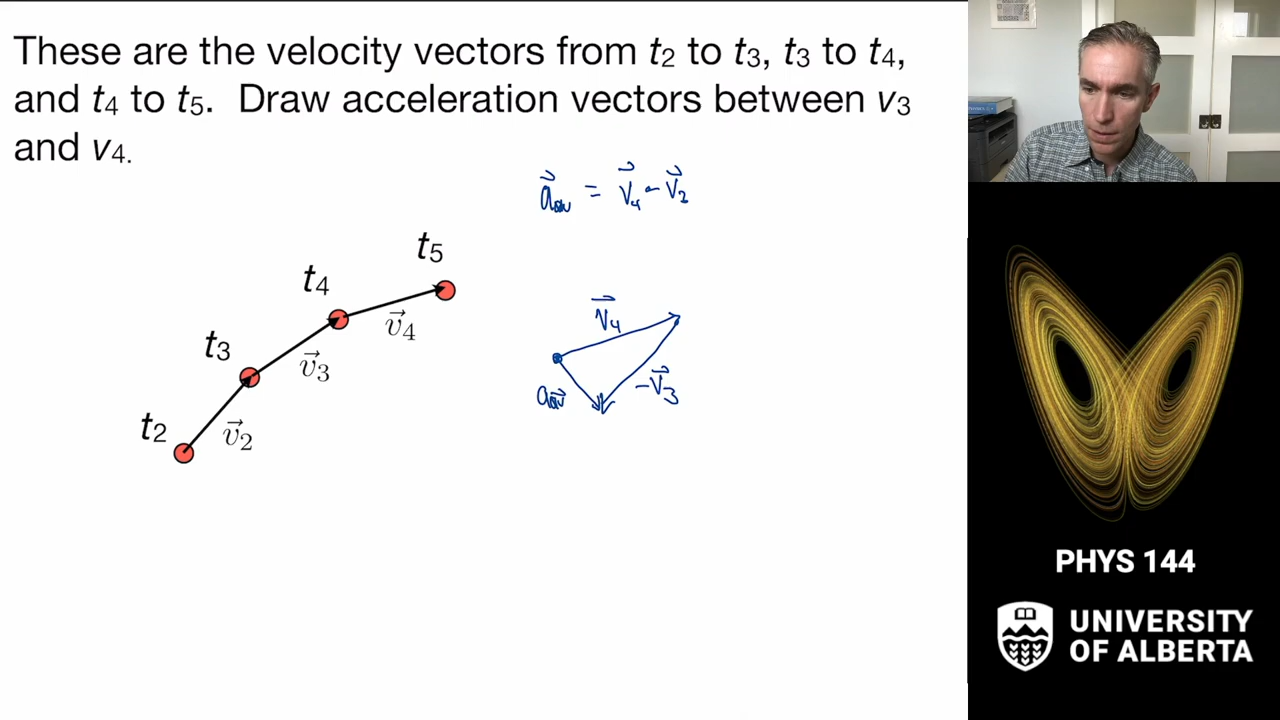 These are the velocity vectors from t₂ to t₃, t₃ to t₄,
and t₄ to t₅. Draw acceleration vectors between v₃
and v₄.
a⃗av = v⃗₄ - v⃗₃
t₅
t₄
v⃗₄
t₃
v⃗₃
t₂
v⃗₂
v⃗₄
a⃗av
-v⃗₃
PHYS 144
UNIVERSITY
OF ALBERTA